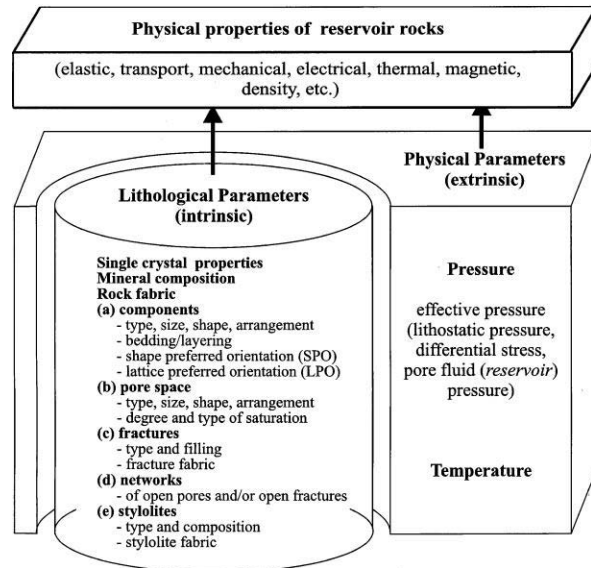 Physical properties of reservoir rocks
(elastic, transport, mechanical, electrical, thermal, magnetic,
density, etc.)
Physical Parameters
(extrinsic)
Lithological Parameters
(intrinsic)
Single crystal properties
Mineral composition
Rock fabric
(a) components
- type, size, shape, arrangement
- bedding/layering
- shape preferred orientation (SPO)
- lattice preferred orientation (LPO)
(b) pore space
- type, size, shape, arrangement
- degree and type of saturation
(c) fractures
- type and filling
- fracture fabric
(d) networks
- of open pores and/or open fractures
(e) stylolites
- type and composition
- stylolite fabric
Pressure
effective pressure
(lithostatic pressure,
differential stress,
pore fluid (reservoir)
pressure)
Temperature